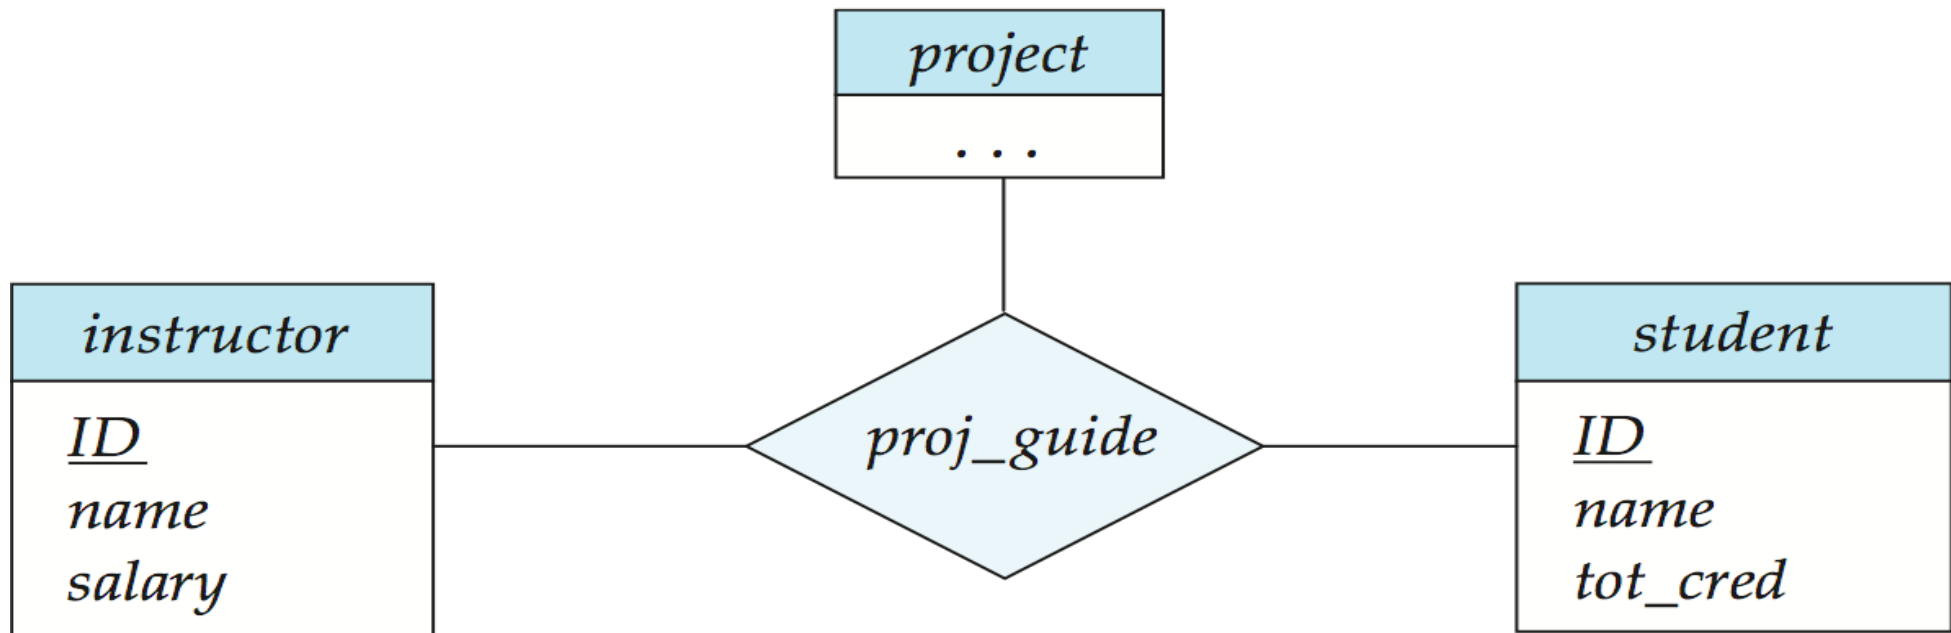 project
. . .
instructor
ID
name
salary
proj_guide
student
ID
name
tot_cred